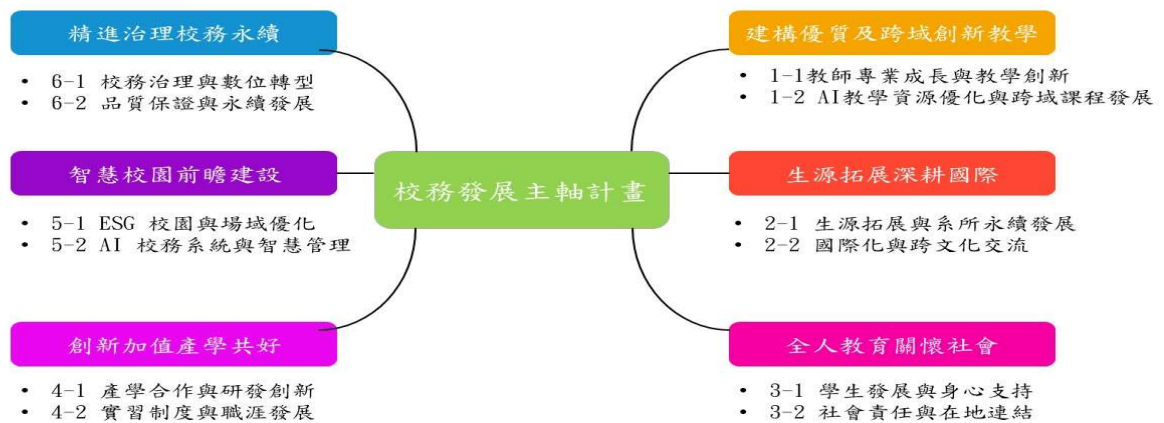 精進治理校務永續
• 6-1 校務治理與數位轉型
• 6-2 品質保證與永續發展
智慧校園前瞻建設
• 5-1 ESG 校園與場域優化
• 5-2 AI 校務系統與智慧管理
創新加值產學共好
• 4-1 產學合作與研發創新
• 4-2 實習制度與職涯發展
校務發展主軸計畫
建構優質及跨域創新教學
• 1-1教師專業成長與教學創新
• 1-2 AI教學資源優化與跨域課程發展
生源拓展深耕國際
• 2-1 生源拓展與系所永續發展
• 2-2 國際化與跨文化交流
全人教育關懷社會
• 3-1 學生發展與身心支持
• 3-2 社會責任與在地連結